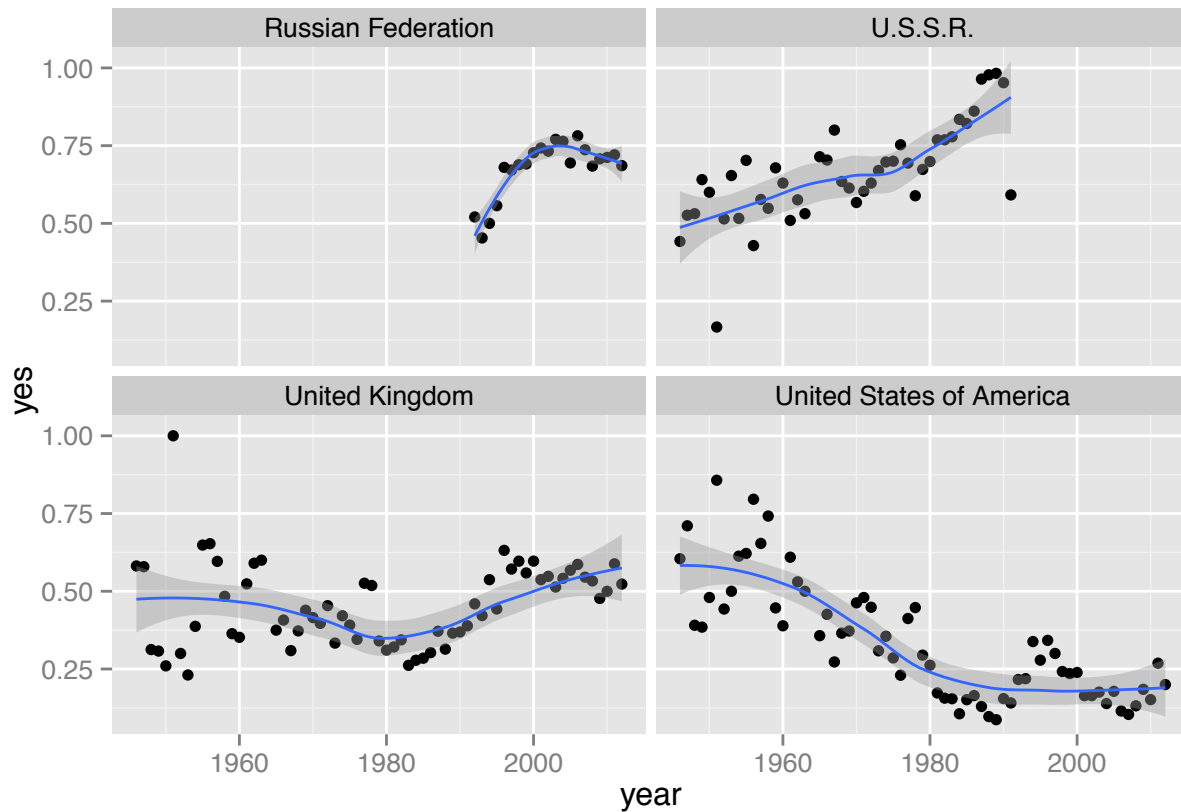 Russian Federation
U.S.S.R.
1.00
0.75
0.50
0.25
yes
United Kingdom
United States of America
1.00
0.75
0.50
0.25
1960
1980
2000
1960
1980
2000
year